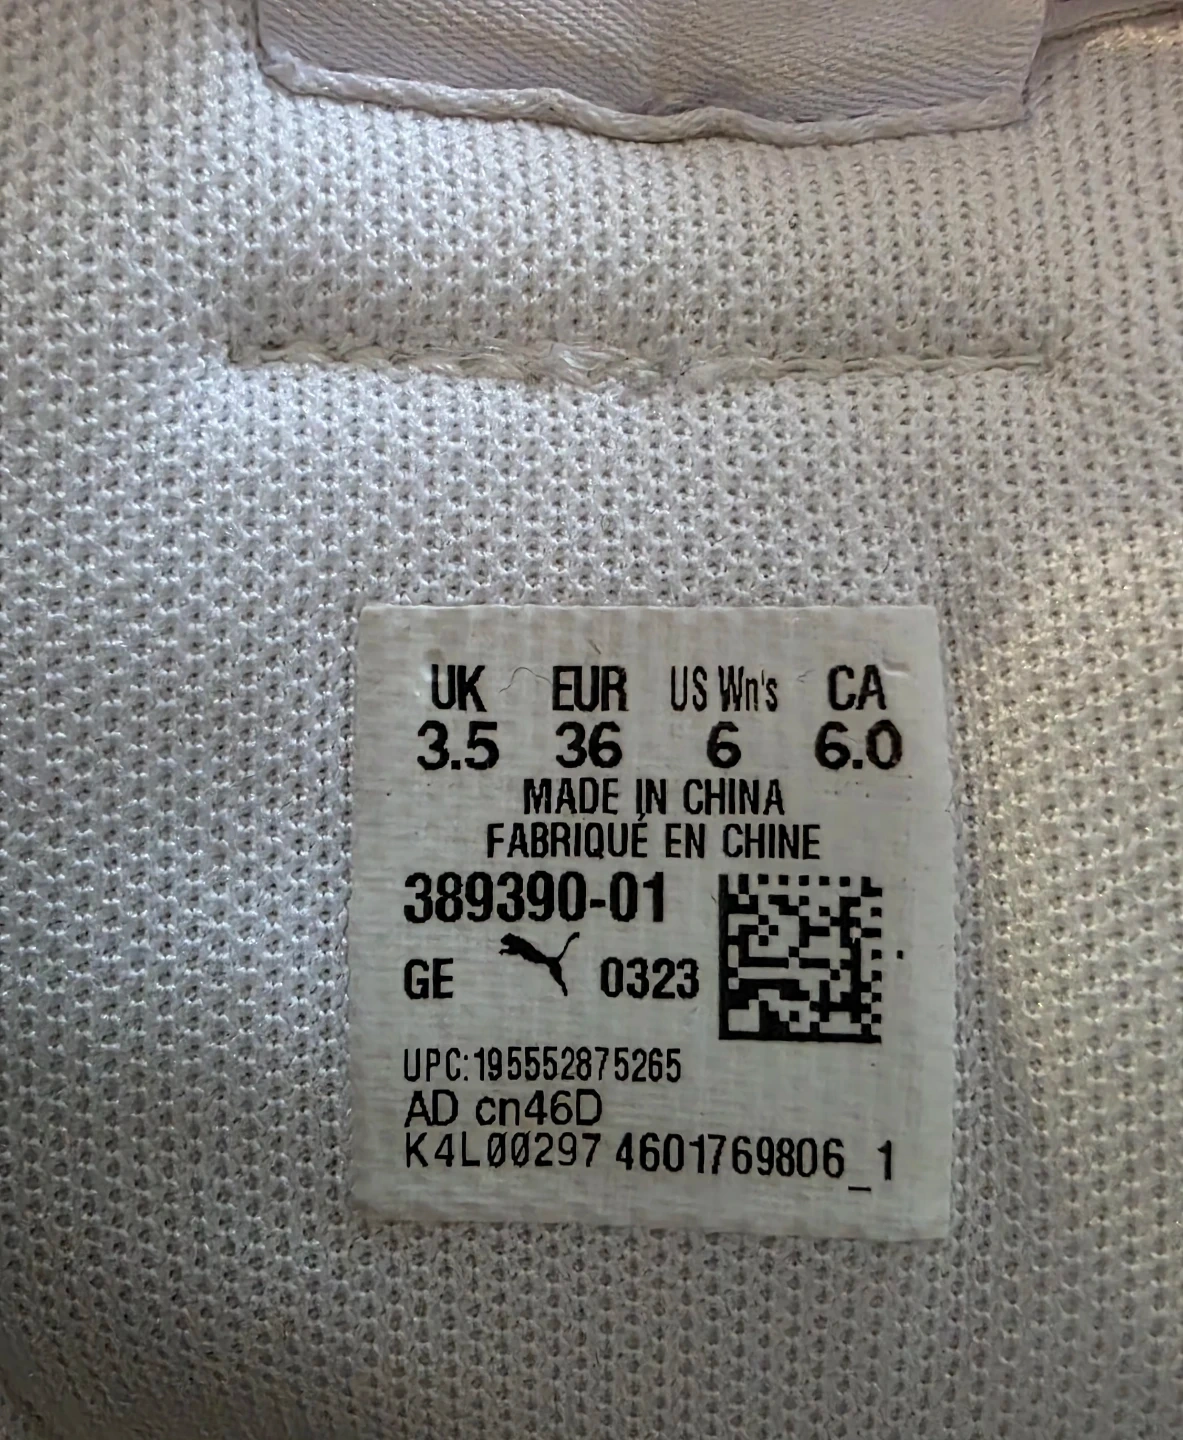 UK EUR US Wn's CA
3.5 36 6 6.0
MADE IN CHINA
FABRIQUÉ EN CHINE
389390-01
GE 0323
UPC:195552875265
AD cn46D
K4L00297 4601769806_1